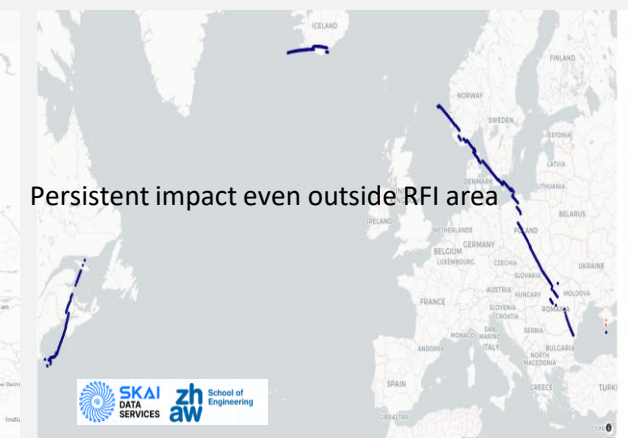 ICELAND
FINLAND
NORWAY
SWEDEN
ESTONIA
LATVIA
DENMARK
LITHUANIA
Persistent impact even outside RFI area
IRELAND
BELARUS
NETHERLANDS
POLAND
BELGIUM
GERMANY
LUXEMBOURG
CZECHIA
UKRAINE
SLOVAKIA
AUSTRIA
HUNGARY
MOLDOVA
FRANCE
SLOVENIA
ROMANIA
CROATIA
MONACO
SAN
MARINO
SERBIA
ITALY
BULGARIA
ANDORRA
NORTH
MACEDONIA
SPAIN
GREECE
GIBRALTAR
SKAI
DATA
SERVICES
zh
aw
School of
Engineering